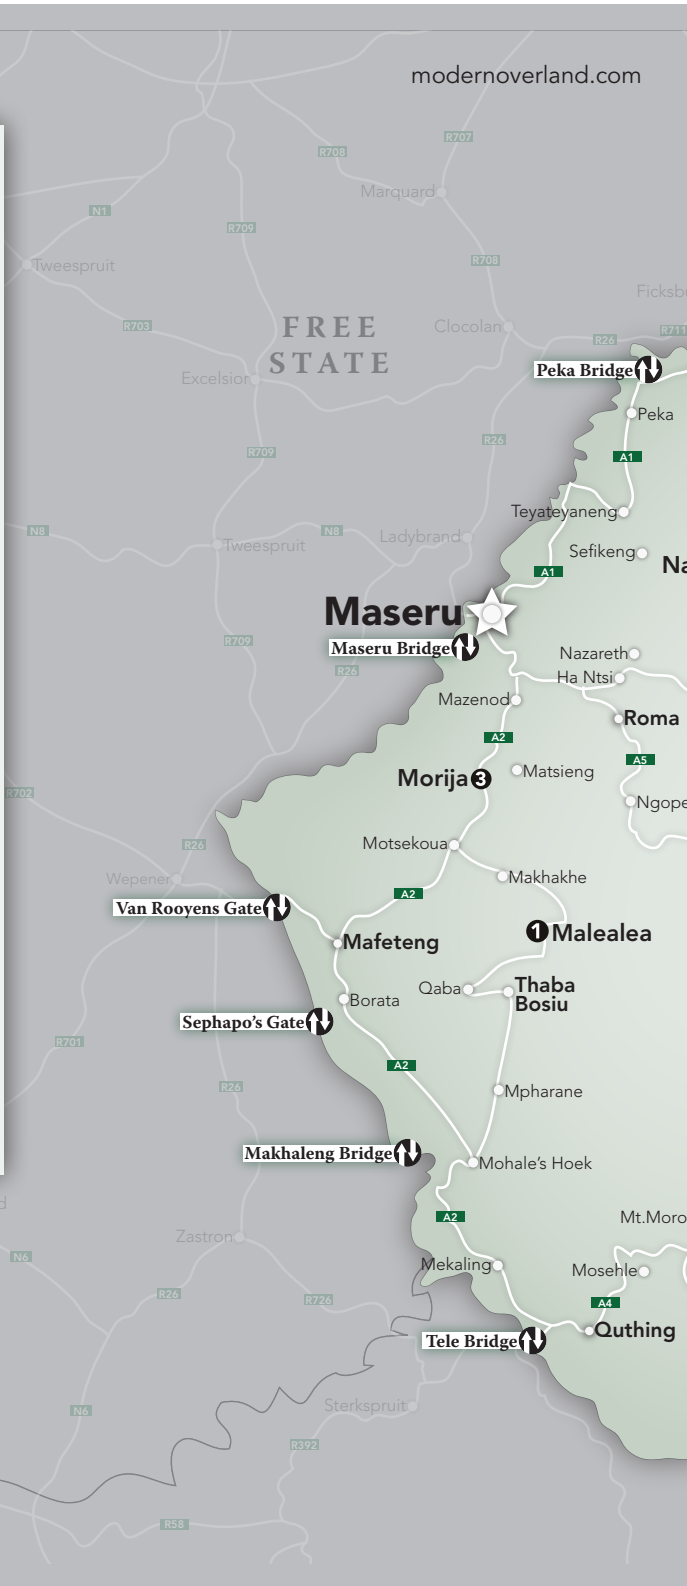 modernoverland.com
R707
R708
Marquard
N1
R709
R708
Tweespruit
R703
FREE
STATE
Clocolan
R26
R711
Peka Bridge
Excelsior
Peka
R26
R709
A1
Teyateyaneng
N8
N8
Ladybrand
Tweespruit
Sefikeng
A1
Maseru
R709
Maseru Bridge
Nazareth
R26
Ha Ntsi
Mazenod
Roma
A2
A5
Morija 3
Matsieng
R702
R26
Motsekoua
Wepener
Makhakhe
A2
Van Rooyens Gate
1 Malealea
Mafeteng
Qaba
Thaba
Bosiu
Borata
Sephapo's Gate
R701
A2
R26
Mpharane
Makhaleng Bridge
Mohale's Hoek
A2
Zastron
N6
Mekaling
Mosehle
R26
R726
A4
Tele Bridge
Quthing
N6
Sterkspruit
R392
R58